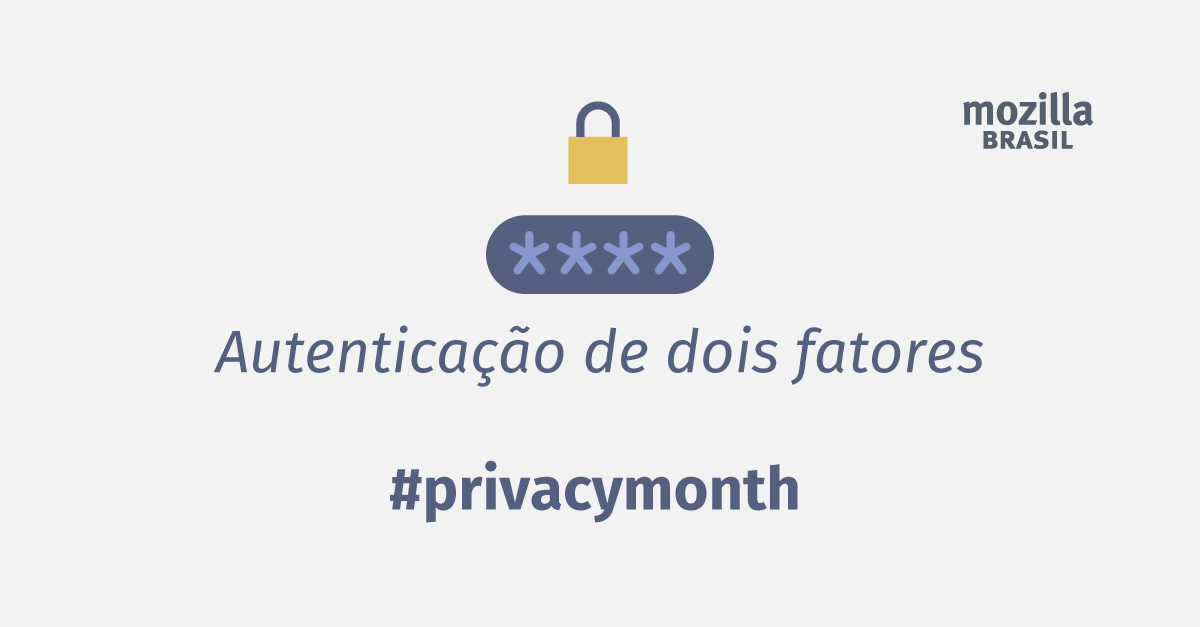 mozilla
BRASIL
****
Autenticação de dois fatores
#privacymonth